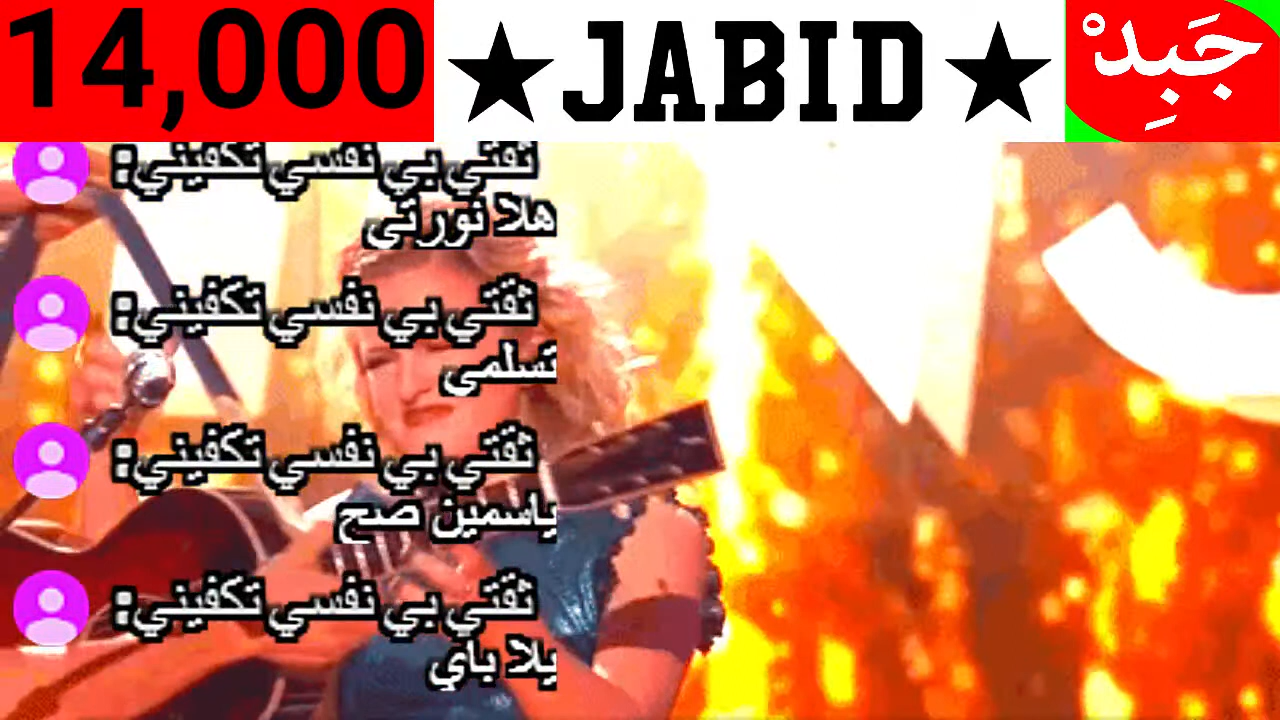 14,000
★JABID★
جَبِدْ
ثقتي بي نفسي تكفيني:
هلا نورتي
ثقتي بي نفسي تكفيني:
تسلمي
ثقتي بي نفسي تكفيني:
ياسمين صح
ثقتي بي نفسي تكفيني:
يلا باي